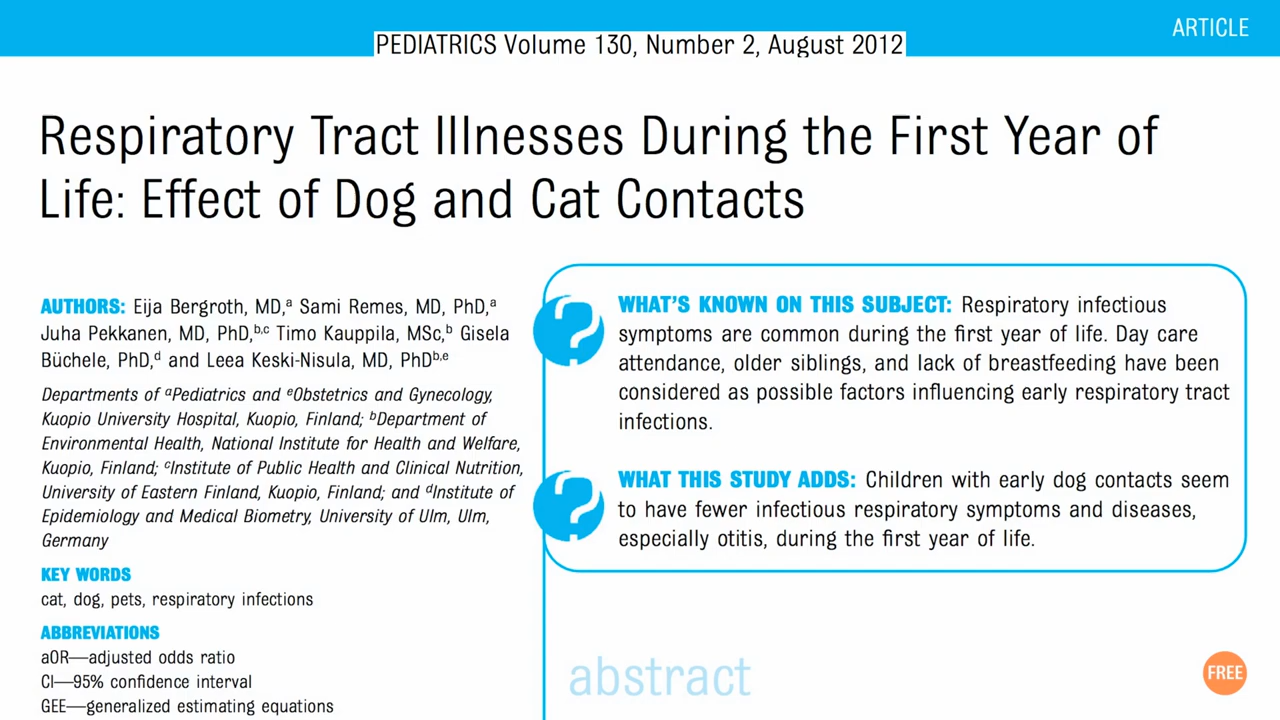 ARTICLE
PEDIATRICS Volume 130, Number 2, August 2012
Respiratory Tract Illnesses During the First Year of
Life: Effect of Dog and Cat Contacts
AUTHORS: Eija Bergroth, MD,ᵃ Sami Remes, MD, PhD,ᵃ
Juha Pekkanen, MD, PhD,ᵇ,ᶜ Timo Kauppila, MSc,ᵇ Gisela
Büchele, PhD,ᵈ and Leea Keski-Nisula, MD, PhDᵇ,ᵉ
Departments of ᵃPediatrics and ᵉObstetrics and Gynecology,
Kuopio University Hospital, Kuopio, Finland; ᵇDepartment of
Environmental Health, National Institute for Health and Welfare,
Kuopio, Finland; ᶜInstitute of Public Health and Clinical Nutrition,
University of Eastern Finland, Kuopio, Finland; and ᵈInstitute of
Epidemiology and Medical Biometry, University of Ulm, Ulm,
Germany
KEY WORDS
cat, dog, pets, respiratory infections
ABBREVIATIONS
aOR—adjusted odds ratio
CI—95% confidence interval
GEE—generalized estimating equations
WHAT'S KNOWN ON THIS SUBJECT: Respiratory infectious
symptoms are common during the first year of life. Day care
attendance, older siblings, and lack of breastfeeding have been
considered as possible factors influencing early respiratory tract
infections.
WHAT THIS STUDY ADDS: Children with early dog contacts seem
to have fewer infectious respiratory symptoms and diseases,
especially otitis, during the first year of life.
abstract
FREE